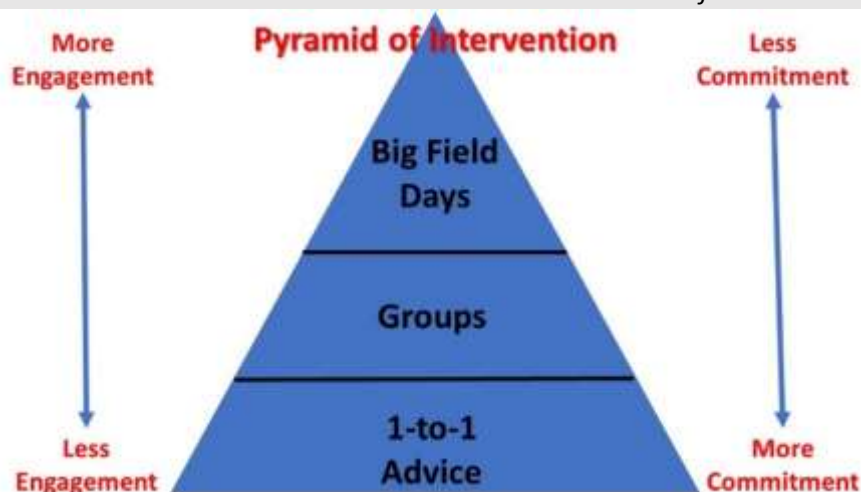 More
Engagement
Pyramid of Intervention
Less
Commitment
Big Field
Days
Groups
1-to-1
Advice
Less
Engagement
More
Commitment